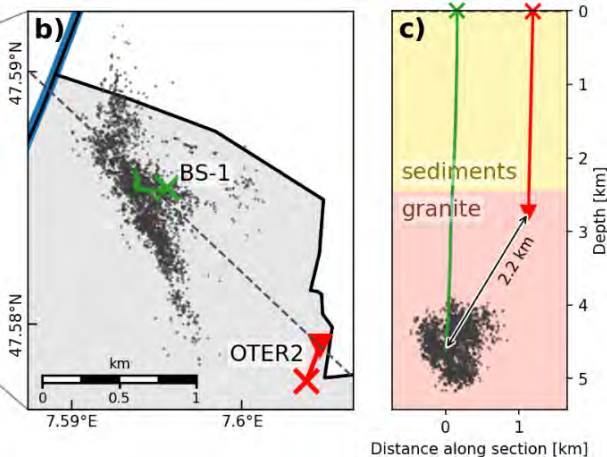 b)
47.59°N
47.58°N
BS-1
OTER2
km
0 0.5 1
7.59°E 7.6°E
c)
sediments
granite
2.2 km
0
1
2
3
4
5
Depth [km]
0 1
Distance along section [km]